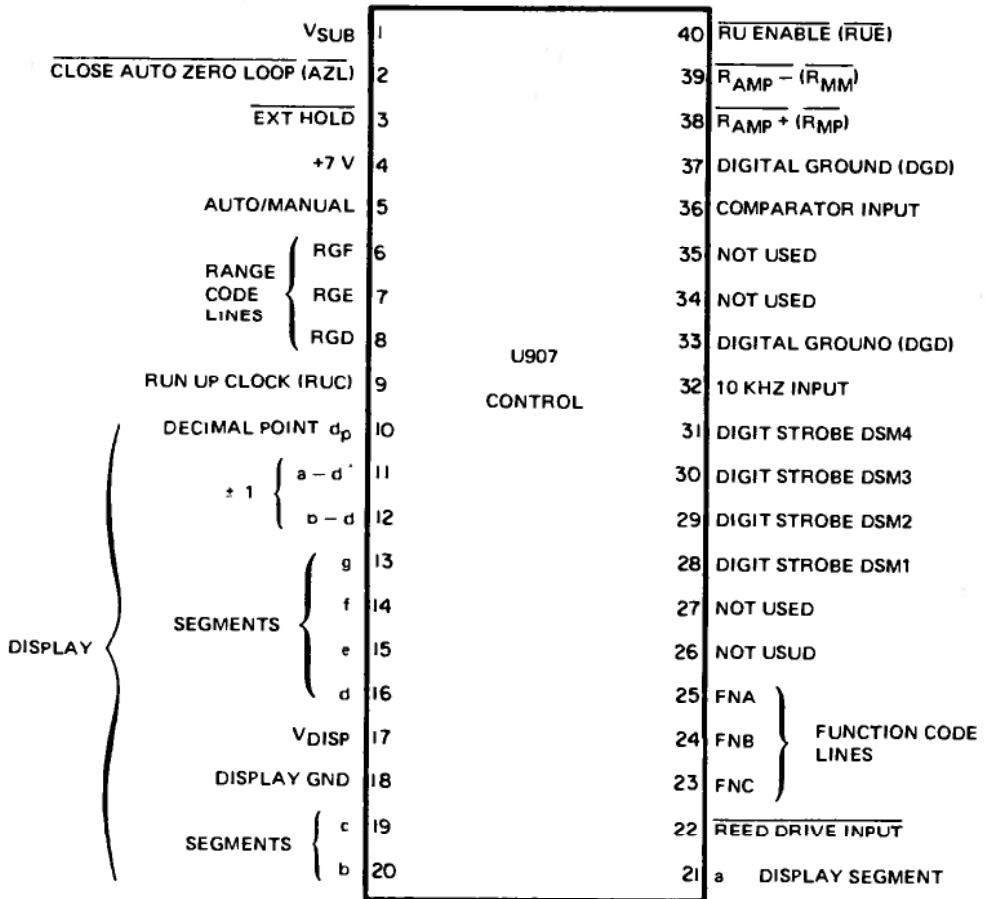 V_SUB 1
CLOSE AUTO ZERO LOOP (AZL) 2
EXT HOLD 3
+7 V 4
AUTO/MANUAL 5
RANGE CODE LINES
RGF 6
RGE 7
RGD 8
RUN UP CLOCK (RUC) 9
DISPLAY
DECIMAL POINT dp 10
± 1
a – d 11
b – d 12
SEGMENTS
g 13
f 14
e 15
d 16
VDISP 17
DISPLAY GND 18
SEGMENTS
c 19
b 20
U907
CONTROL
40 RU ENABLE (RUE)
39 RAMP – (RMM)
38 RAMP + (RMP)
37 DIGITAL GROUND (DGD)
36 COMPARATOR INPUT
35 NOT USED
34 NOT USED
33 DIGITAL GROUND (DGD)
32 10 KHZ INPUT
31 DIGIT STROBE DSM4
30 DIGIT STROBE DSM3
29 DIGIT STROBE DSM2
28 DIGIT STROBE DSM1
27 NOT USED
26 NOT USUD
25 FNA
24 FNB
23 FNC
FUNCTION CODE
LINES
22 REED DRIVE INPUT
21 a DISPLAY SEGMENT